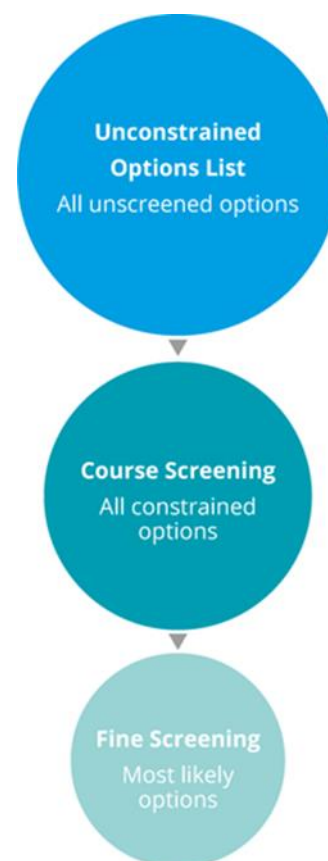 Unconstrained
Options List
All unscreened options
Course Screening
All constrained
options
Fine Screening
Most likely
options